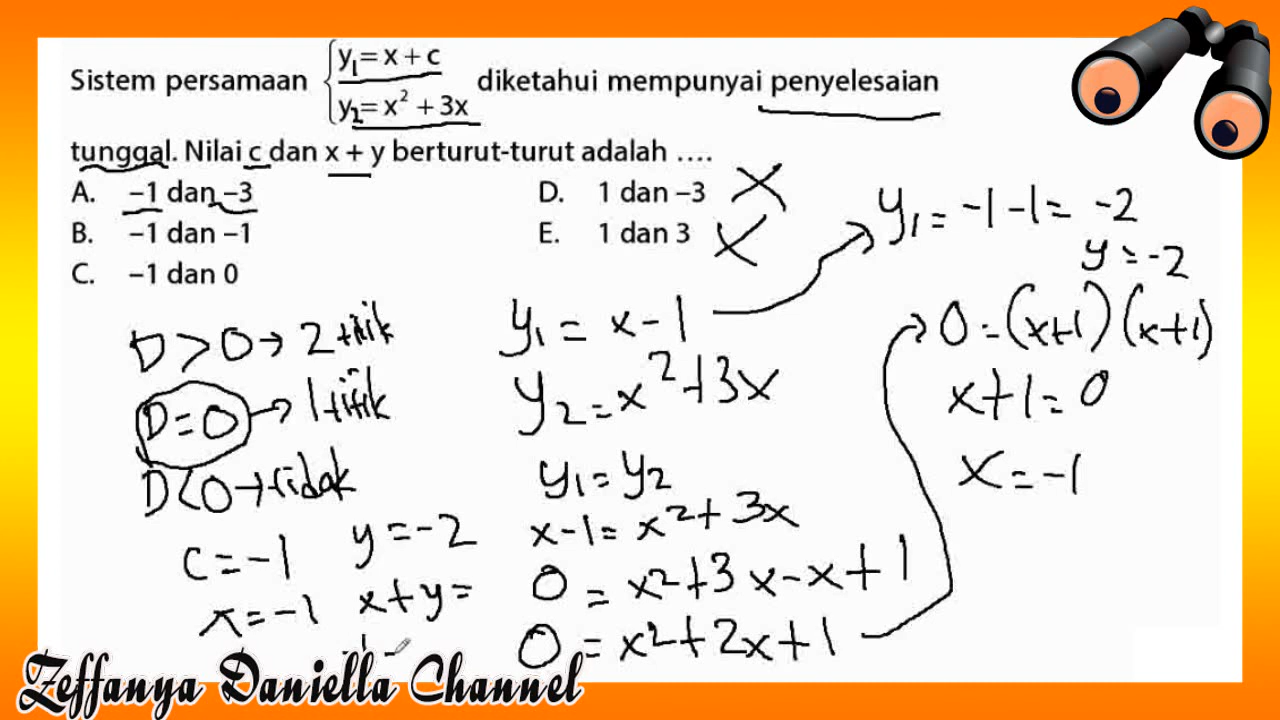 Sistem persamaan { y₁ = x + c
y₂ = x² + 3x diketahui mempunyai penyelesaian
tunggal. Nilai c dan x + y berturut-turut adalah ....
A. –1 dan –3
B. –1 dan –1
C. –1 dan 0
D. 1 dan –3 X
E. 1 dan 3 X
D > 0 → 2 titik
D = 0 → 1 titik
D < 0 → tidak
c = -1
x = -1
y = -2
x + y =
-1 -
y₁ = x - 1
y₂ = x² + 3x
y₁ = y₂
x - 1 = x² + 3x
0 = x² + 3x - x + 1
0 = x² + 2x + 1
y₁ = -1 - 1 = -2
y = -2
0 = (x+1) (x+1)
x + 1 = 0
x = -1
Zeffanya Daniella Channel